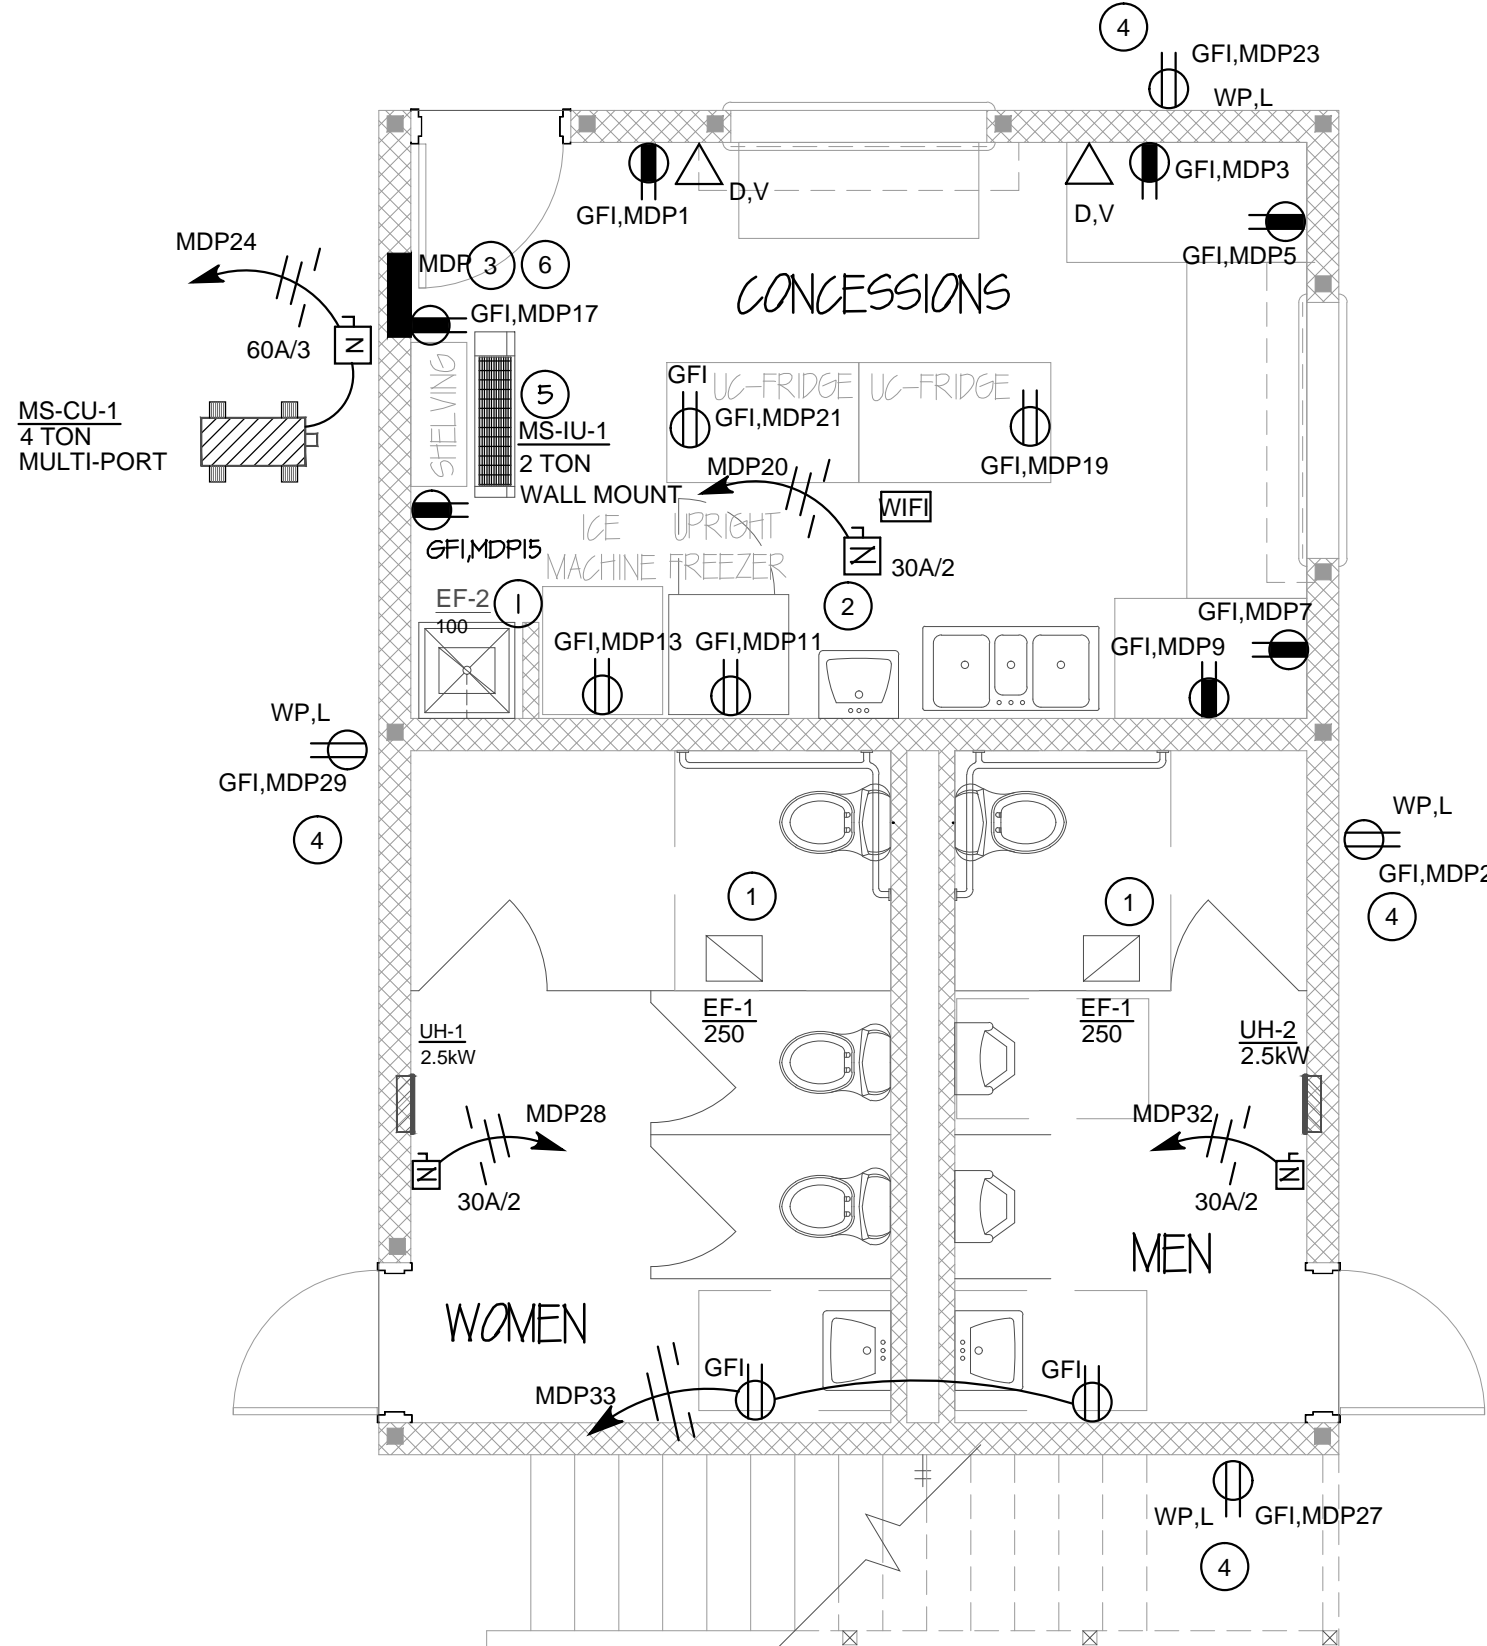 4
GFI,MDP23
WP,L
D,V
GFI,MDP1
GFI,MDP3
D,V
GFI,MDP5
MDP24
MDP
3
6
CONCESSIONS
GFI,MDP17
60A/3
N
SHELVING
5
MS-CU-1
4 TON
MULTI-PORT
MS-IU-1
2 TON
WALL MOUNT
GFI
UC-FRIDGE
UC-FRIDGE
GFI,MDP21
GFI,MDP19
MDP20
WIFI
ICE
MACHINE
UPRIGHT
FREEZER
N
30A/2
GFI,MDP15
EF-2
100
1
2
GFI,MDP13
GFI,MDP11
GFI,MDP7
GFI,MDP9
WP,L
GFI,MDP29
4
WP,L
GFI,MDP2
4
1
1
EF-1
250
EF-1
250
UH-1
2.5kW
UH-2
2.5kW
MDP28
MDP32
N
30A/2
N
30A/2
MEN
WOMEN
GFI
GFI
MDP33
WP,L
GFI,MDP27
4